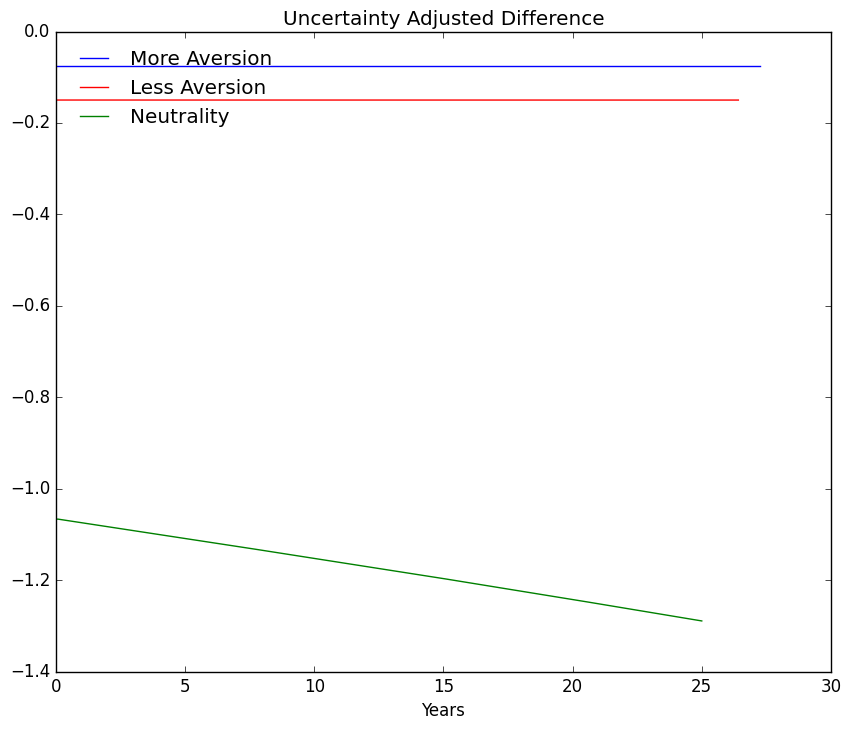 Uncertainty Adjusted Difference
0.0
More Aversion
Less Aversion
Neutrality
−0.2
−0.4
−0.6
−0.8
−1.0
−1.2
−1.4
0 5 10 15 20 25 30
Years